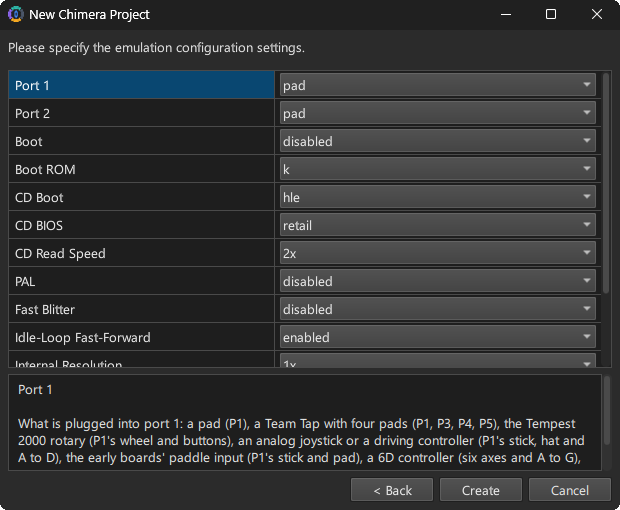 New Chimera Project
Please specify the emulation configuration settings.
Port 1 pad
Port 2 pad
Boot disabled
Boot ROM k
CD Boot hle
CD BIOS retail
CD Read Speed 2x
PAL disabled
Fast Blitter disabled
Idle-Loop Fast-Forward enabled
Internal Resolution 1x
Port 1
What is plugged into port 1: a pad (P1), a Team Tap with four pads (P1, P3, P4, P5), the Tempest
2000 rotary (P1's wheel and buttons), an analog joystick or a driving controller (P1's stick, hat and
A to D), the early boards' paddle input (P1's stick and pad), a 6D controller (six axes and A to G),
< Back Create Cancel